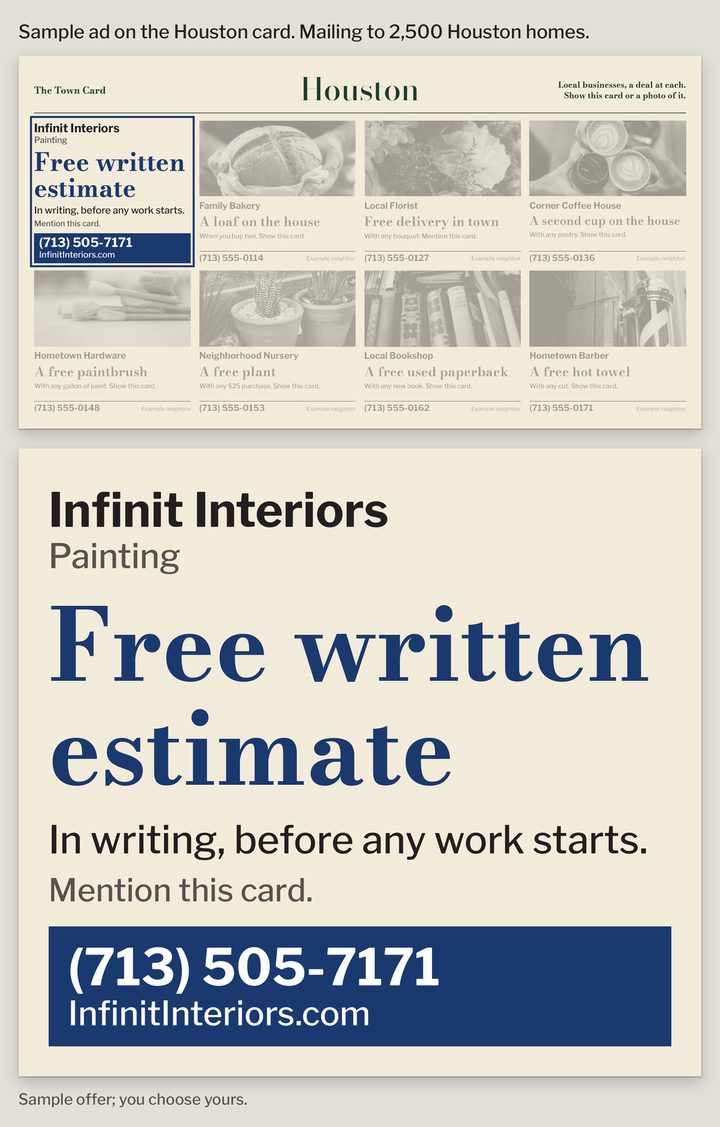 Sample ad on the Houston card. Mailing to 2,500 Houston homes.
The Town Card
Houston
Local businesses, a deal at each.
Show this card or a photo of it.
Infinit Interiors
Painting
Free written
estimate
In writing, before any work starts.
Mention this card.
(713) 505-7171
InfinitInteriors.com
Family Bakery
A loaf on the house
When you buy two. Show this card.
(713) 555-0114
Example neighbor
Local Florist
Free delivery in town
With any bouquet. Mention this card.
(713) 555-0127
Example neighbor
Corner Coffee House
A second cup on the house
With any pastry. Show this card.
(713) 555-0136
Example neighbor
Hometown Hardware
A free paintbrush
With any gallon of paint. Show this card.
(713) 555-0148
Example neighbor
Neighborhood Nursery
A free plant
With any $25 purchase. Show this card.
(713) 555-0153
Example neighbor
Local Bookshop
A free used paperback
With any new book. Show this card.
(713) 555-0162
Example neighbor
Hometown Barber
A free hot towel
With any cut. Show this card.
(713) 555-0171
Example neighbor
Infinit Interiors
Painting
Free written
estimate
In writing, before any work starts.
Mention this card.
(713) 505-7171
InfinitInteriors.com
Sample offer; you choose yours.